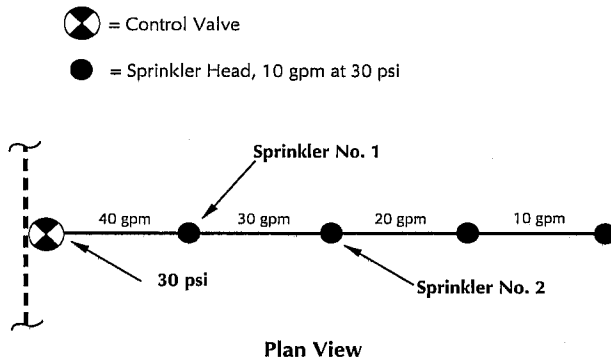 = Control Valve
= Sprinkler Head, 10 gpm at 30 psi
Sprinkler No. 1
40 gpm 30 gpm 20 gpm 10 gpm
30 psi
Sprinkler No. 2
Plan View